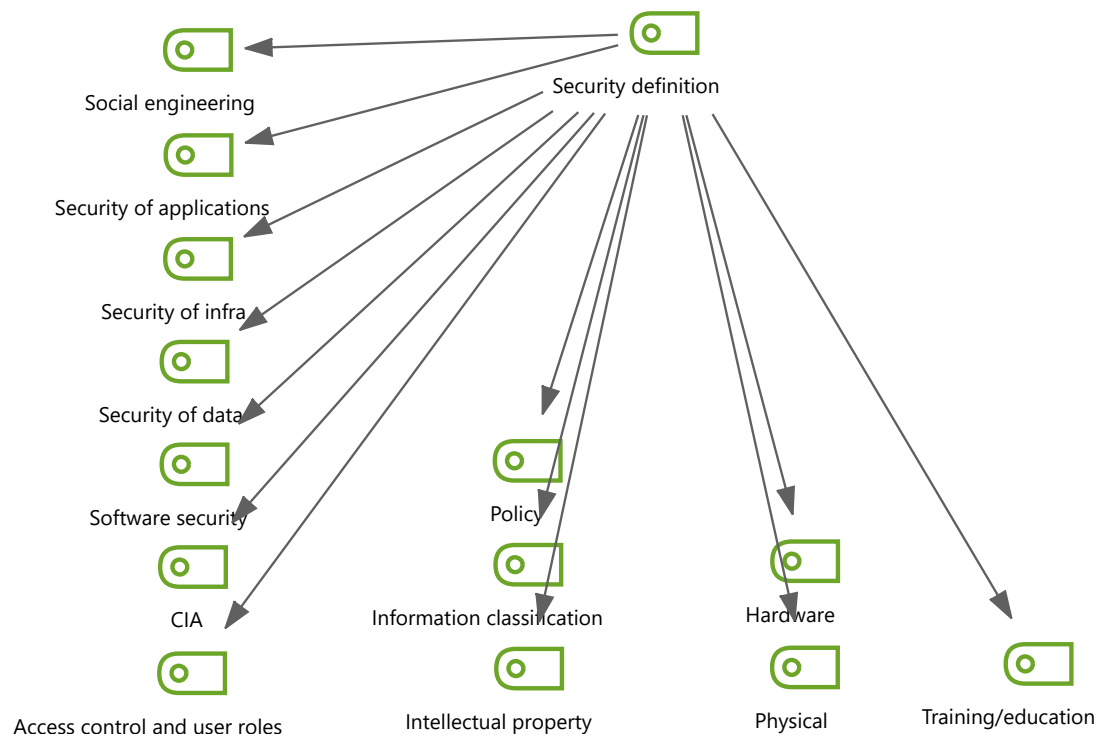 Security definition
Social engineering
Security of applications
Security of infra
Security of data
Software security
Policy
CIA
Information classification
Hardware
Access control and user roles
Intellectual property
Physical
Training/education